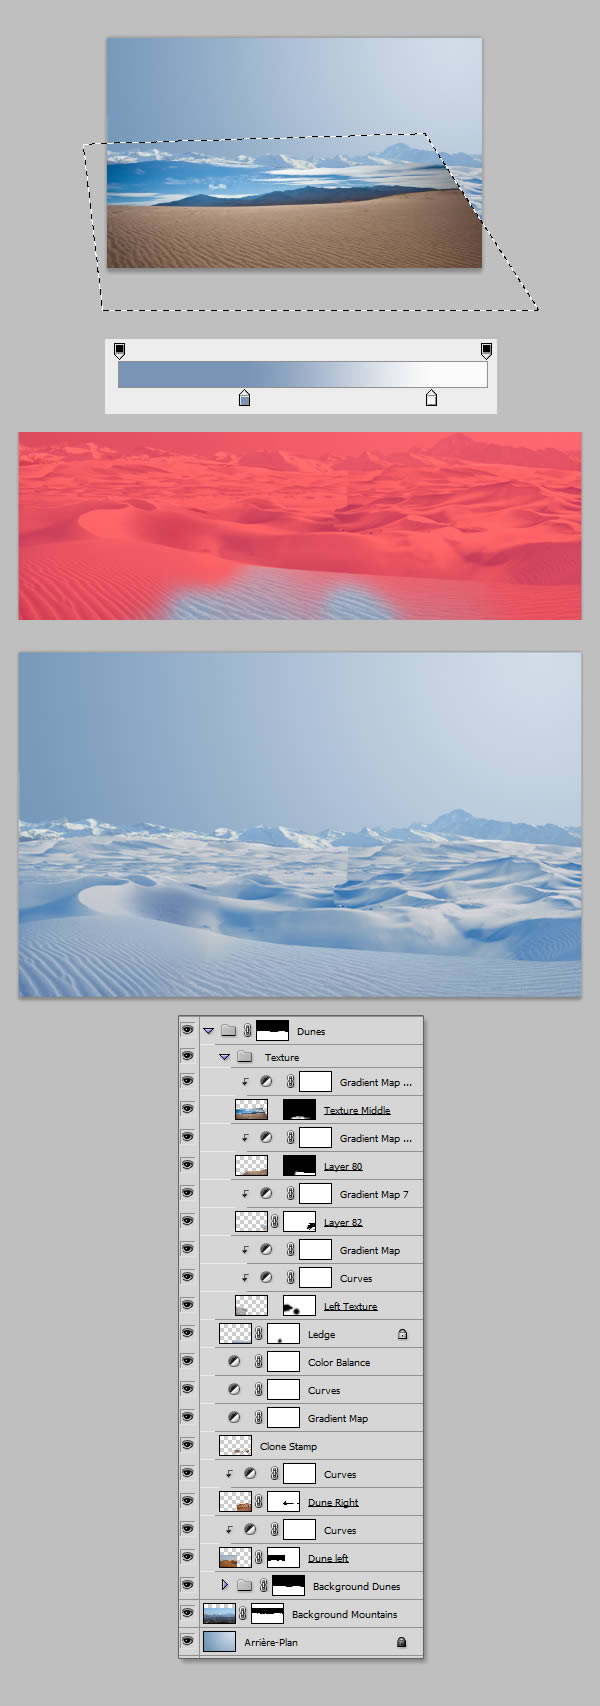 Dunes
Texture
Gradient Map ...
Texture Middle
Gradient Map ...
Layer 80
Gradient Map 7
Layer 82
Gradient Map
Curves
Left Texture
Ledge
Color Balance
Curves
Gradient Map
Clone Stamp
Curves
Dune Right
Curves
Dune left
Background Dunes
Background Mountains
Arrière-Plan